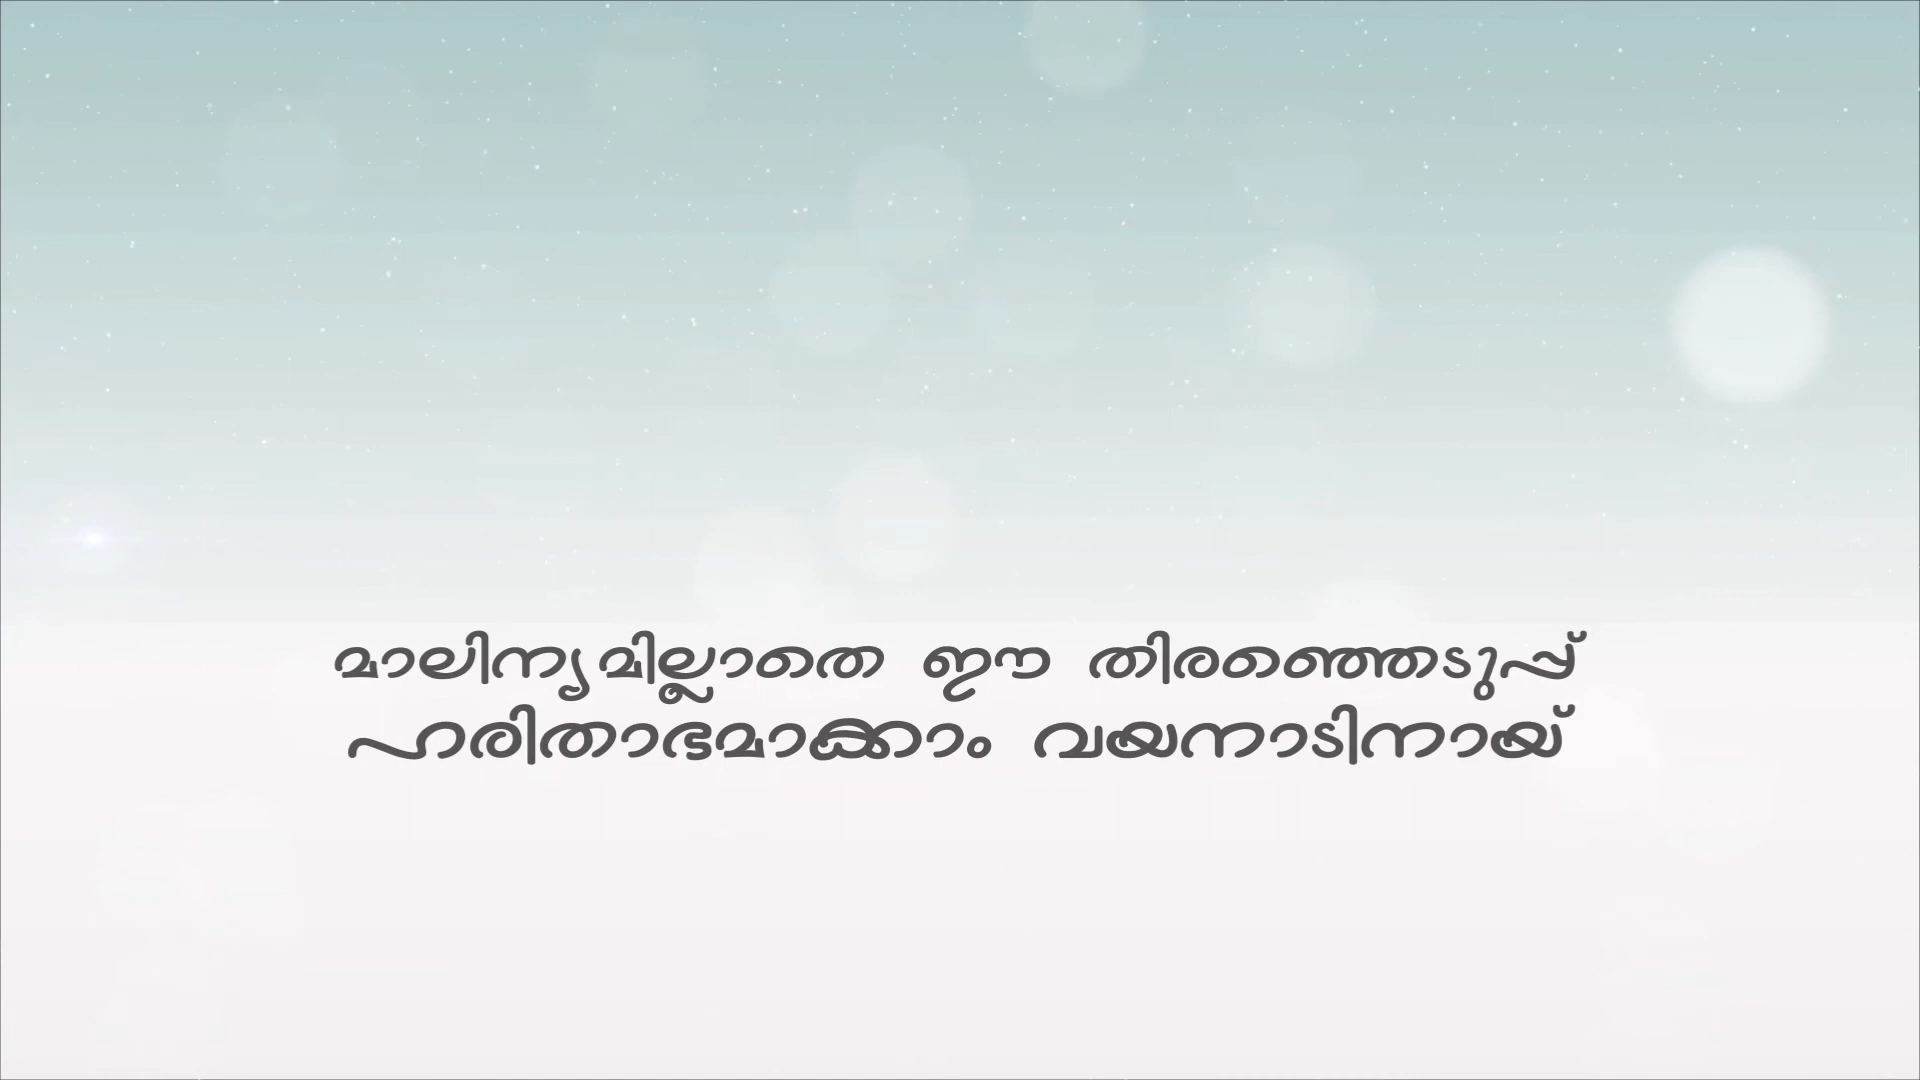 മാലിന്യമില്ലാതെ ഈ തിരഞ്ഞെടുപ്പ്
ഹരിതാഭമാക്കാം വയനാടിനായ്